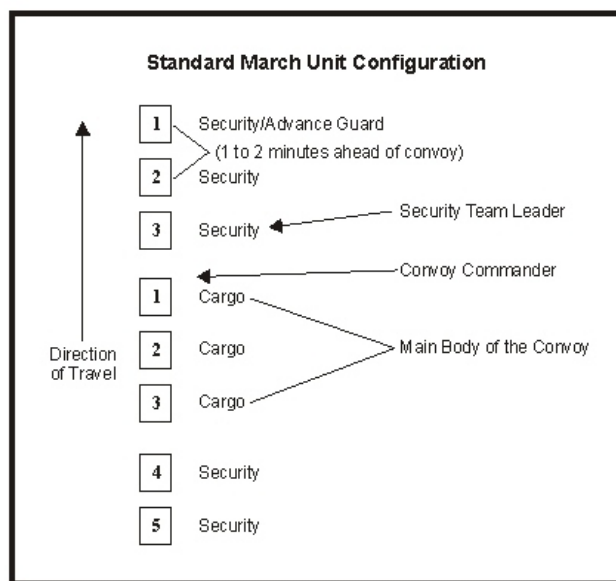 Standard March Unit Configuration
1 Security/Advance Guard
(1 to 2 minutes ahead of convoy)
2 Security
3 Security
Security Team Leader
Convoy Commander
1 Cargo
2 Cargo
Main Body of the Convoy
Direction
of Travel
3 Cargo
4 Security
5 Security